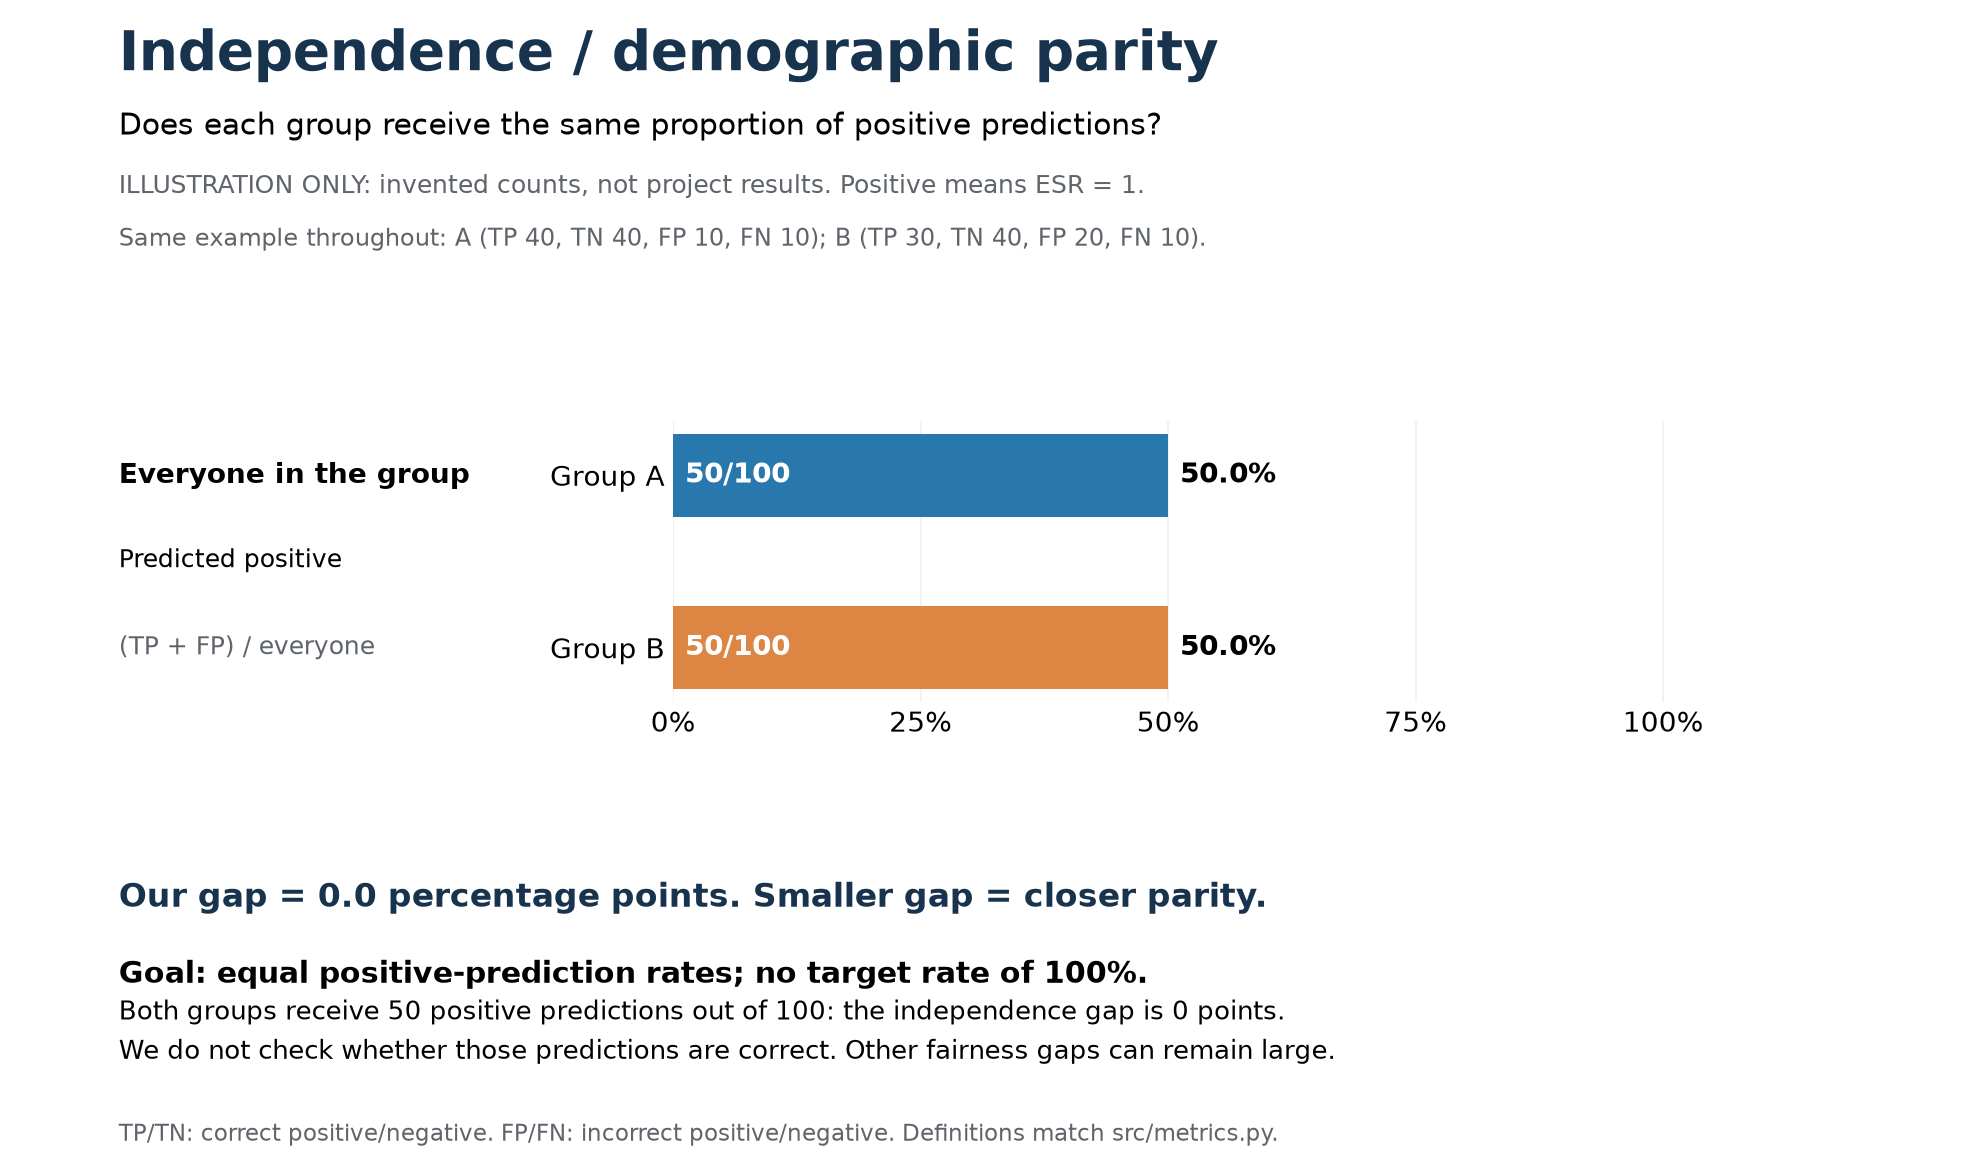 Independence / demographic parity
Does each group receive the same proportion of positive predictions?
ILLUSTRATION ONLY: invented counts, not project results. Positive means ESR = 1.
Same example throughout: A (TP 40, TN 40, FP 10, FN 10); B (TP 30, TN 40, FP 20, FN 10).
Everyone in the group
Group A
50/100
50.0%
Predicted positive
(TP + FP) / everyone
Group B
50/100
50.0%
0%
25%
50%
75%
100%
Our gap = 0.0 percentage points. Smaller gap = closer parity.
Goal: equal positive-prediction rates; no target rate of 100%.
Both groups receive 50 positive predictions out of 100: the independence gap is 0 points.
We do not check whether those predictions are correct. Other fairness gaps can remain large.
TP/TN: correct positive/negative. FP/FN: incorrect positive/negative. Definitions match src/metrics.py.